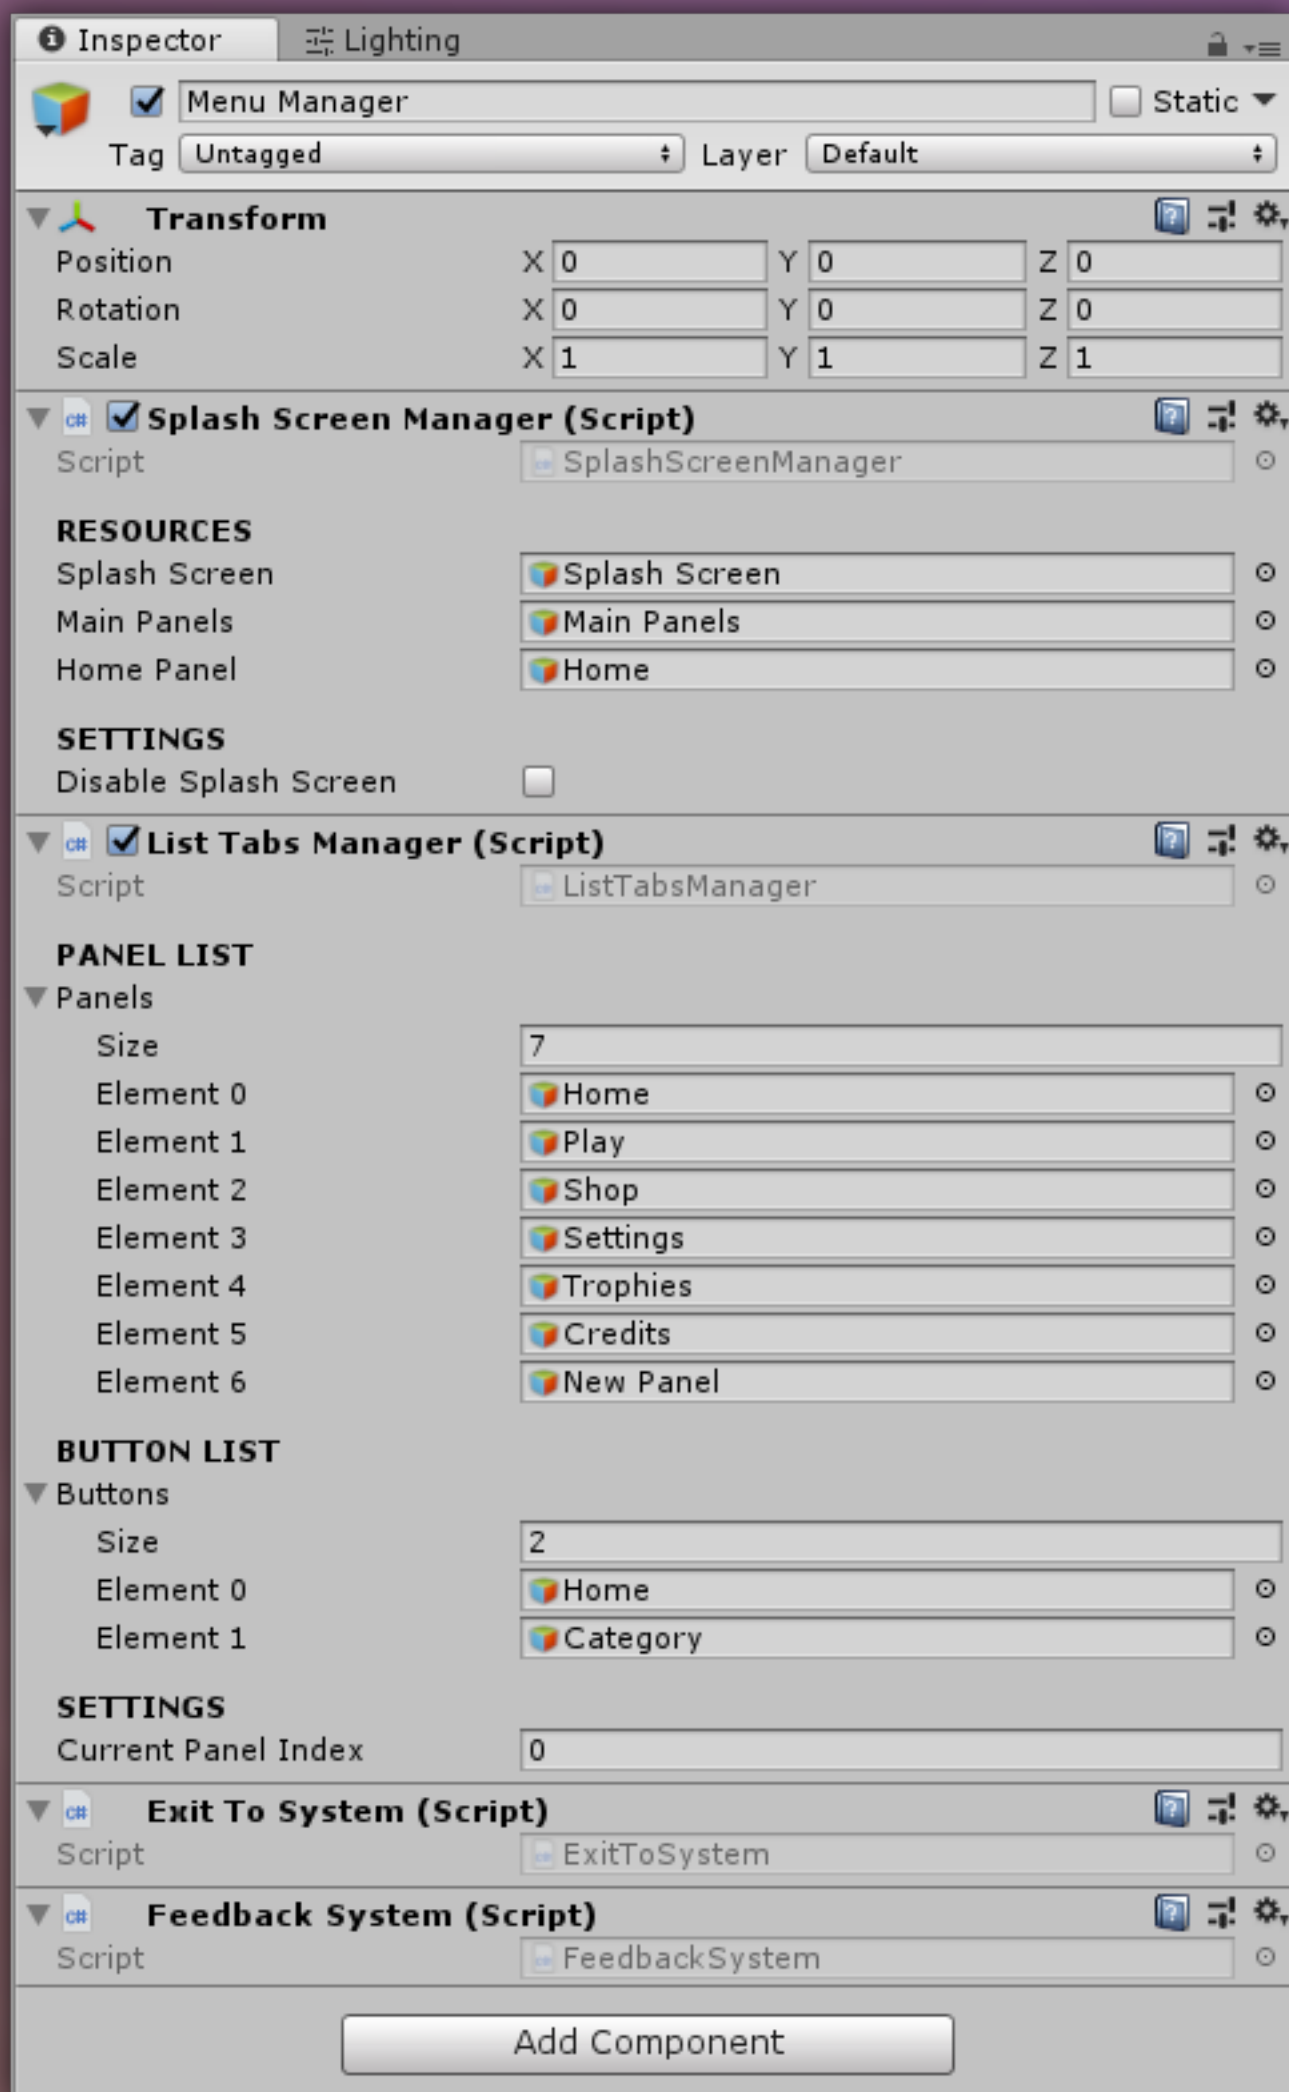 Inspector Lighting
Menu Manager Static
Tag Untagged Layer Default
Transform
Position X 0 Y 0 Z 0
Rotation X 0 Y 0 Z 0
Scale X 1 Y 1 Z 1
c# Splash Screen Manager (Script)
Script SplashScreenManager
RESOURCES
Splash Screen Splash Screen
Main Panels Main Panels
Home Panel Home
SETTINGS
Disable Splash Screen
c# List Tabs Manager (Script)
Script ListTabsManager
PANEL LIST
Panels
Size 7
Element 0 Home
Element 1 Play
Element 2 Shop
Element 3 Settings
Element 4 Trophies
Element 5 Credits
Element 6 New Panel
BUTTON LIST
Buttons
Size 2
Element 0 Home
Element 1 Category
SETTINGS
Current Panel Index 0
c# Exit To System (Script)
Script ExitToSystem
c# Feedback System (Script)
Script FeedbackSystem
Add Component